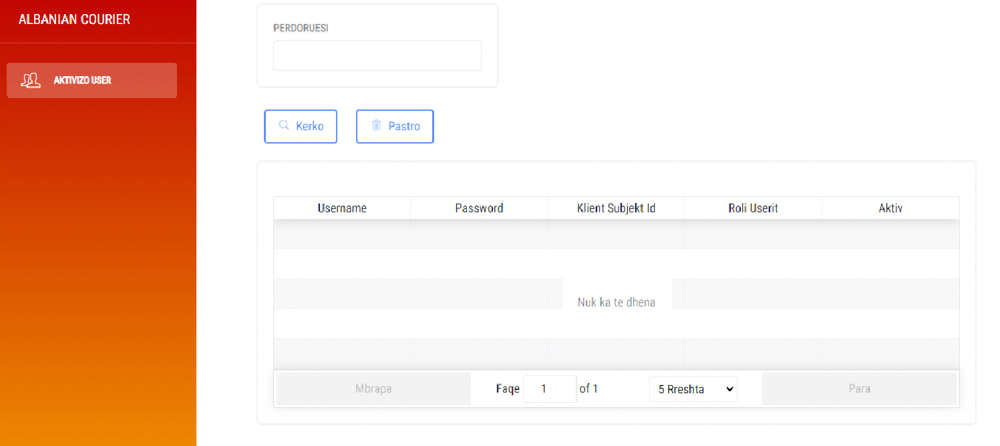 ALBANIAN COURIER
AKTIVIZO USER
PERDORUESI
Kerko
Pastro
Username Password Klient Subjekt Id Roli Userit Aktiv
Nuk ka te dhena
Mbrapa Faqe 1 of 1 5 Rreshta Para